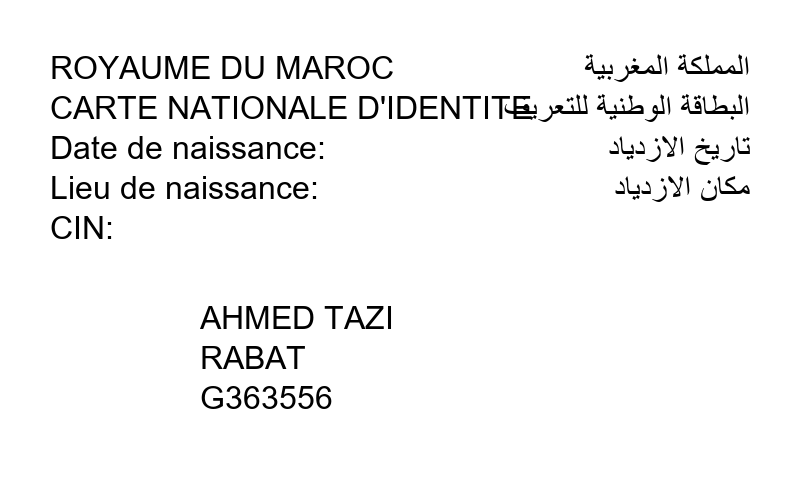 ROYAUME DU MAROC
المملكة المغربية
CARTE NATIONALE D'IDENTITE
البطاقة الوطنية للتعريف
Date de naissance:
تاريخ الازدياد
Lieu de naissance:
مكان الازدياد
CIN:
AHMED TAZI
RABAT
G363556